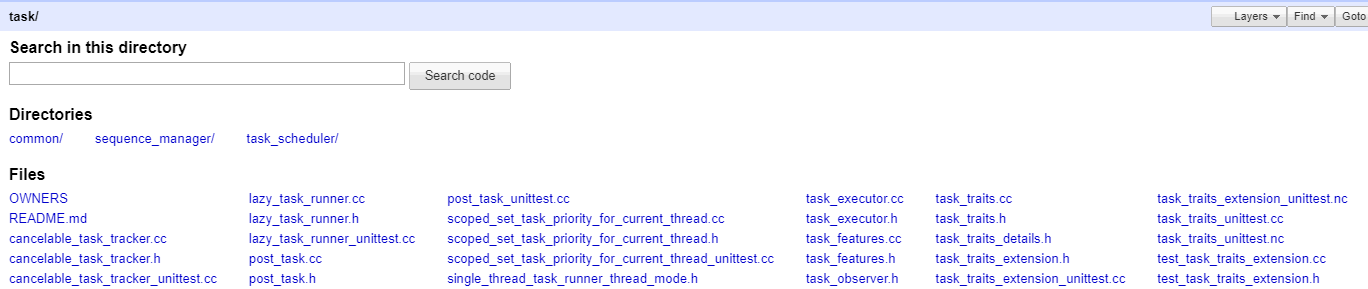 task/ Layers Find Goto
Search in this directory
Search code
Directories
common/ sequence_manager/ task_scheduler/
Files
OWNERS lazy_task_runner.cc post_task_unittest.cc task_executor.cc task_traits.cc task_traits_extension_unittest.nc
README.md lazy_task_runner.h scoped_set_task_priority_for_current_thread.cc task_executor.h task_traits.h task_traits_unittest.cc
cancelable_task_tracker.cc lazy_task_runner_unittest.cc scoped_set_task_priority_for_current_thread.h task_features.cc task_traits_details.h task_traits_unittest.nc
cancelable_task_tracker.h post_task.cc scoped_set_task_priority_for_current_thread_unittest.cc task_features.h task_traits_extension.h test_task_traits_extension.cc
cancelable_task_tracker_unittest.cc post_task.h single_thread_task_runner_thread_mode.h task_observer.h task_traits_extension_unittest.cc test_task_traits_extension.h